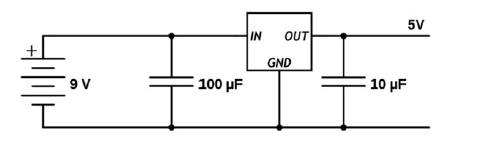 5V
+
IN OUT
GND
9 V
100 µF
10 µF